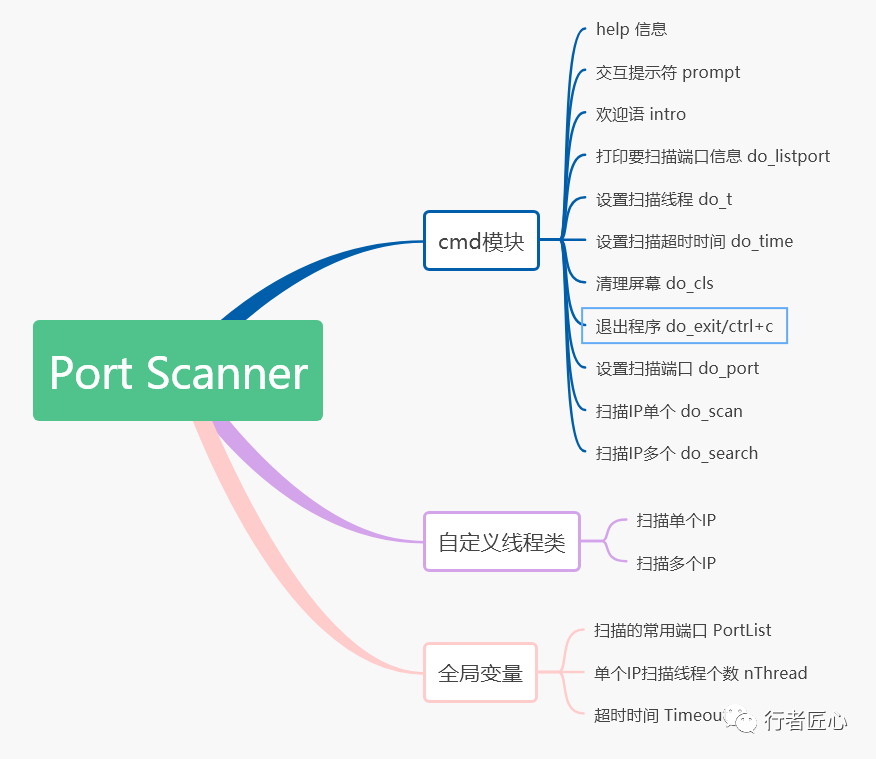 Port Scanner
cmd模块
help 信息
交互提示符 prompt
欢迎语 intro
打印要扫描端口信息 do_listport
设置扫描线程 do_t
设置扫描超时时间 do_time
清理屏幕 do_cls
退出程序 do_exit/ctrl+c
设置扫描端口 do_port
扫描IP单个 do_scan
扫描IP多个 do_search
自定义线程类
扫描单个IP
扫描多个IP
全局变量
扫描的常用端口 PortList
单个IP扫描线程个数 nThread
超时时间 Timeou
行者匠心